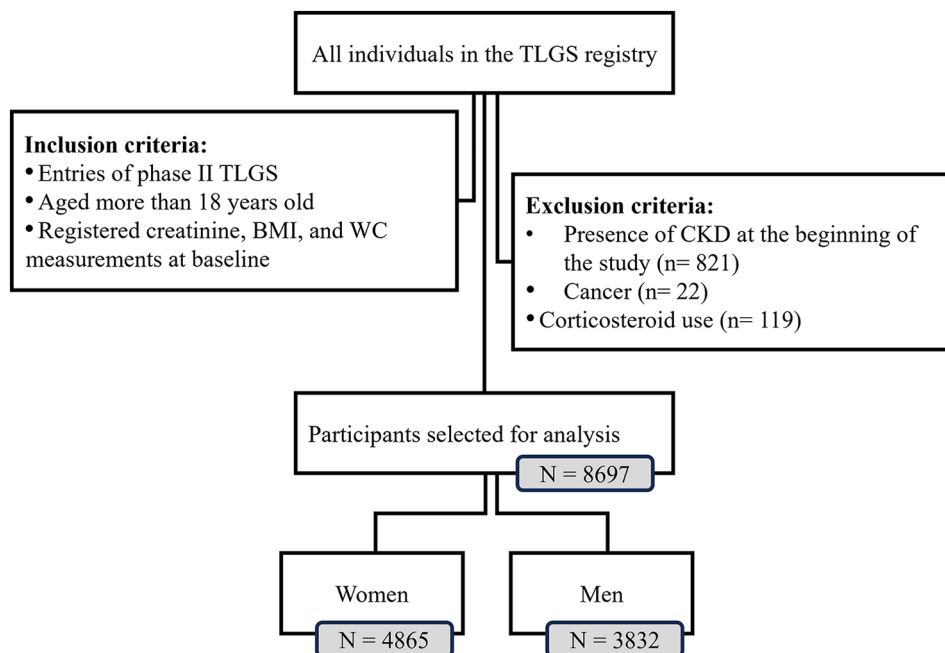 All individuals in the TLGS registry
Inclusion criteria:
• Entries of phase II TLGS
• Aged more than 18 years old
• Registered creatinine, BMI, and WC
measurements at baseline
Exclusion criteria:
• Presence of CKD at the beginning of
the study (n= 821)
• Cancer (n= 22)
• Corticosteroid use (n= 119)
Participants selected for analysis
N = 8697
Women
N = 4865
Men
N = 3832